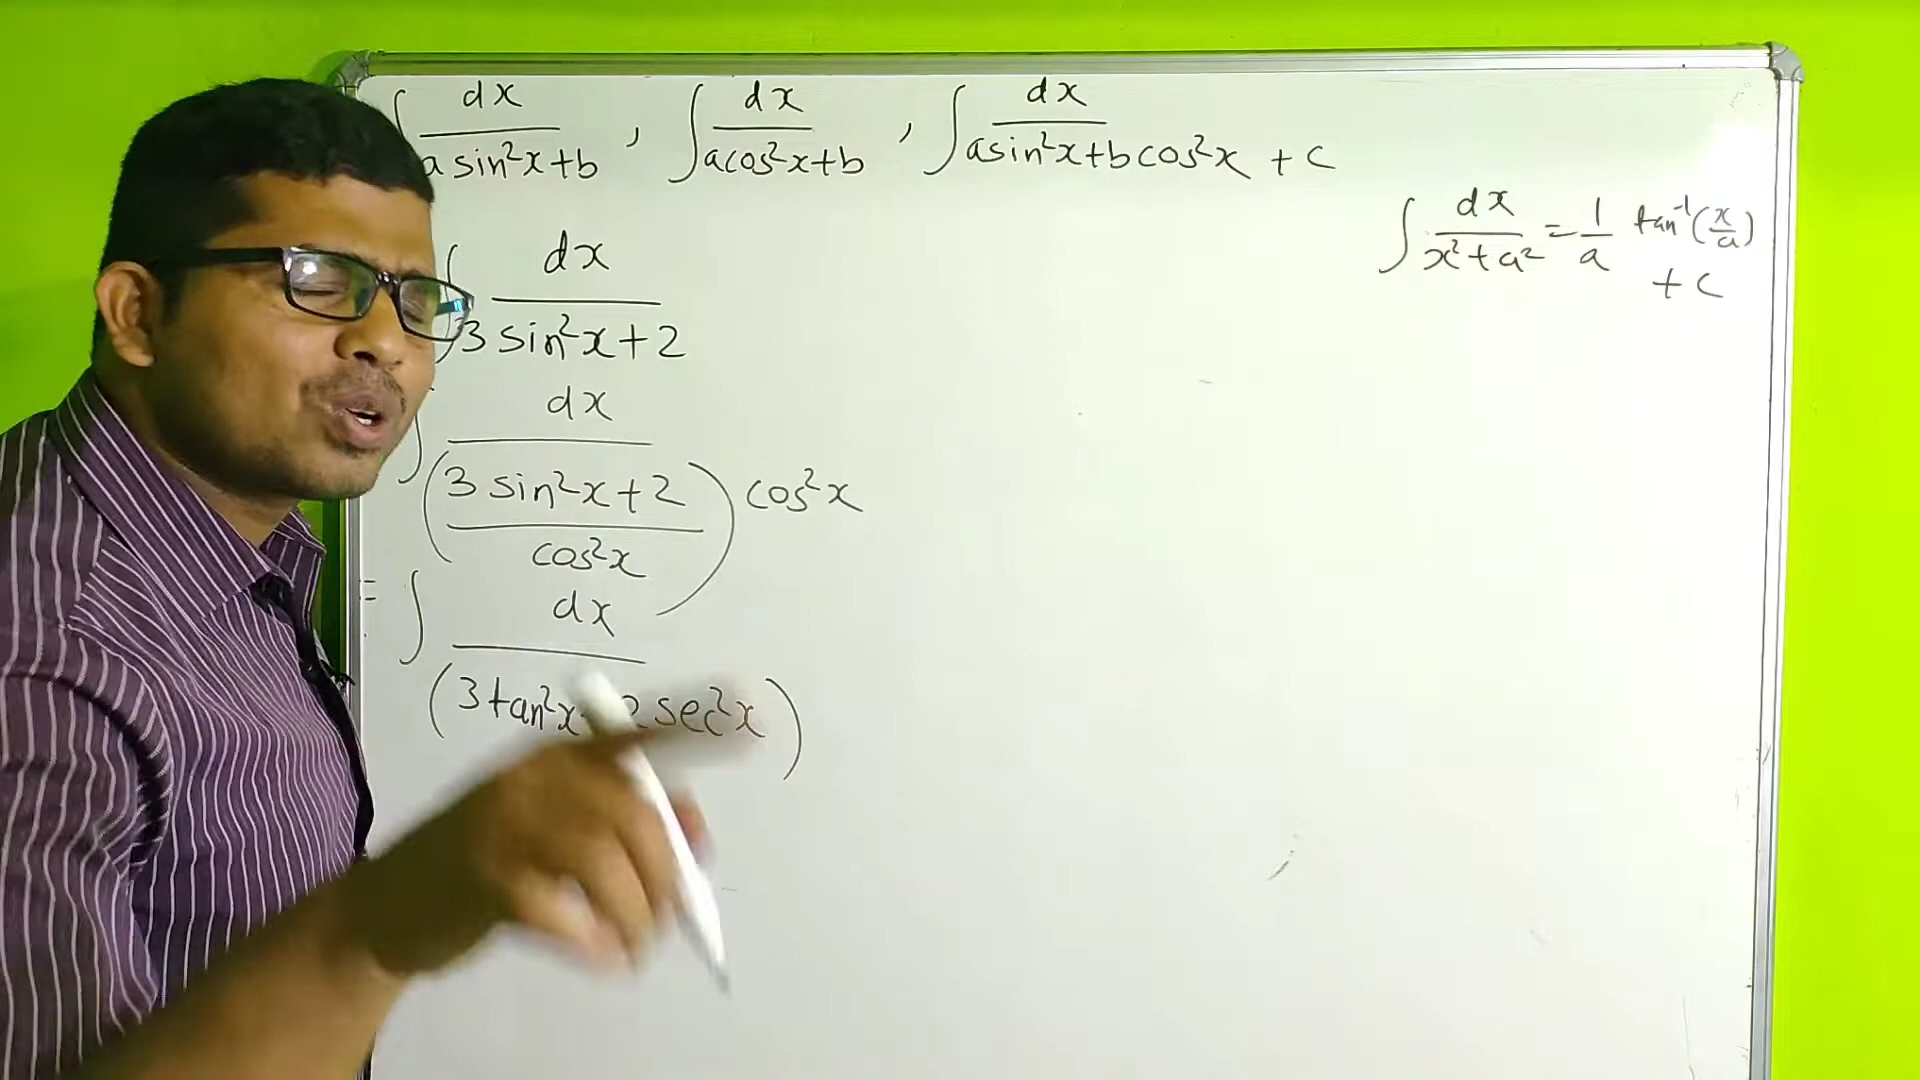 ∫ dx / (a sin²x + b) , ∫ dx / (a cos²x + b) , ∫ dx / (a sin²x + b cos²x + c)
∫ dx / (x² + a²) = 1/a tan⁻¹(x/a)
+ c
∫ dx / (3 sin²x + 2)
∫ dx / ((3 sin²x + 2) / cos²x) cos²x
= ∫ dx / (3 tan²x + 2 sec²x)